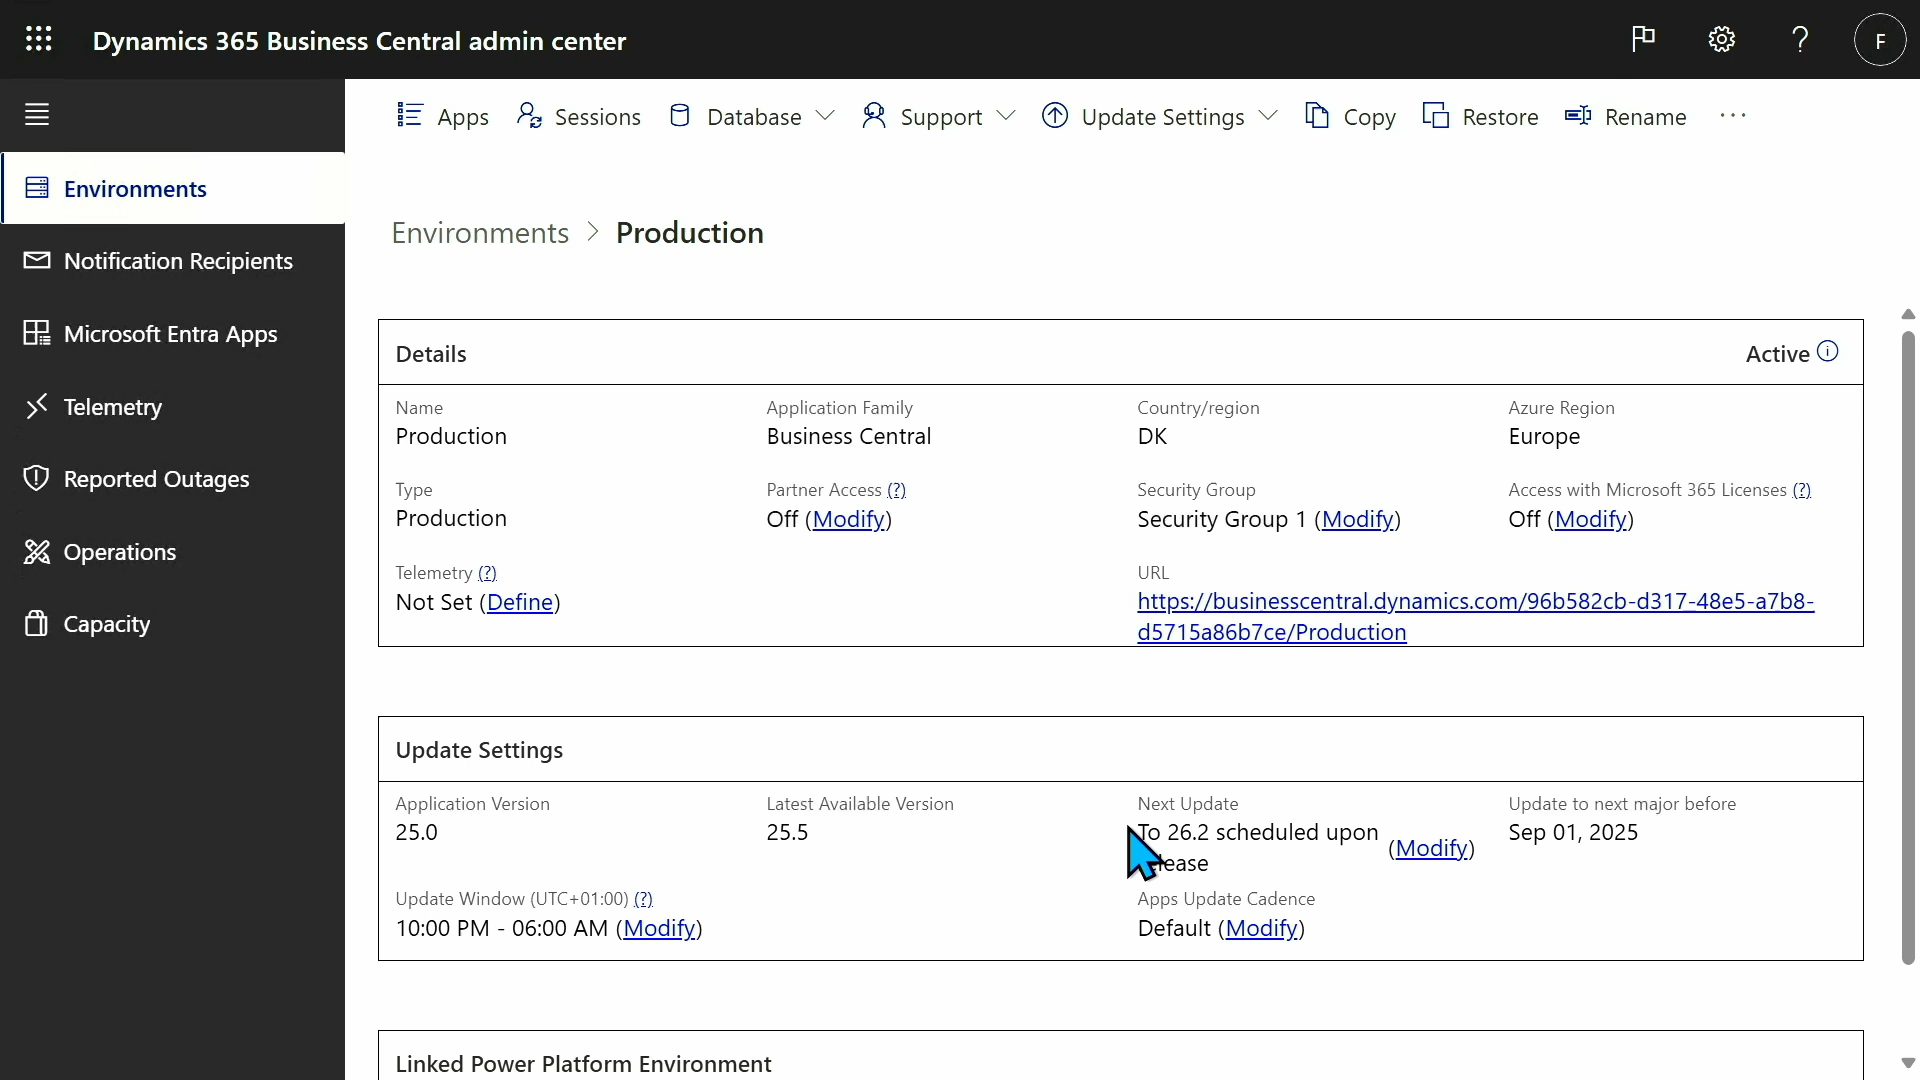 Dynamics 365 Business Central admin center
F
Apps
Sessions
Database
Support
Update Settings
Copy
Restore
Rename
Environments
Notification Recipients
Microsoft Entra Apps
Telemetry
Reported Outages
Operations
Capacity
Environments > Production
Details
Active
Name
Production
Application Family
Business Central
Country/region
DK
Azure Region
Europe
Type
Production
Partner Access (?)
Off (Modify)
Security Group
Security Group 1 (Modify)
Access with Microsoft 365 Licenses (?)
Off (Modify)
Telemetry (?)
Not Set (Define)
URL
https://businesscentral.dynamics.com/96b582cb-d317-48e5-a7b8-
d5715a86b7ce/Production
Update Settings
Application Version
25.0
Latest Available Version
25.5
Next Update
To 26.2 scheduled upon
release
(Modify)
Update to next major before
Sep 01, 2025
Update Window (UTC+01:00) (?)
10:00 PM - 06:00 AM (Modify)
Apps Update Cadence
Default (Modify)
Linked Power Platform Environment